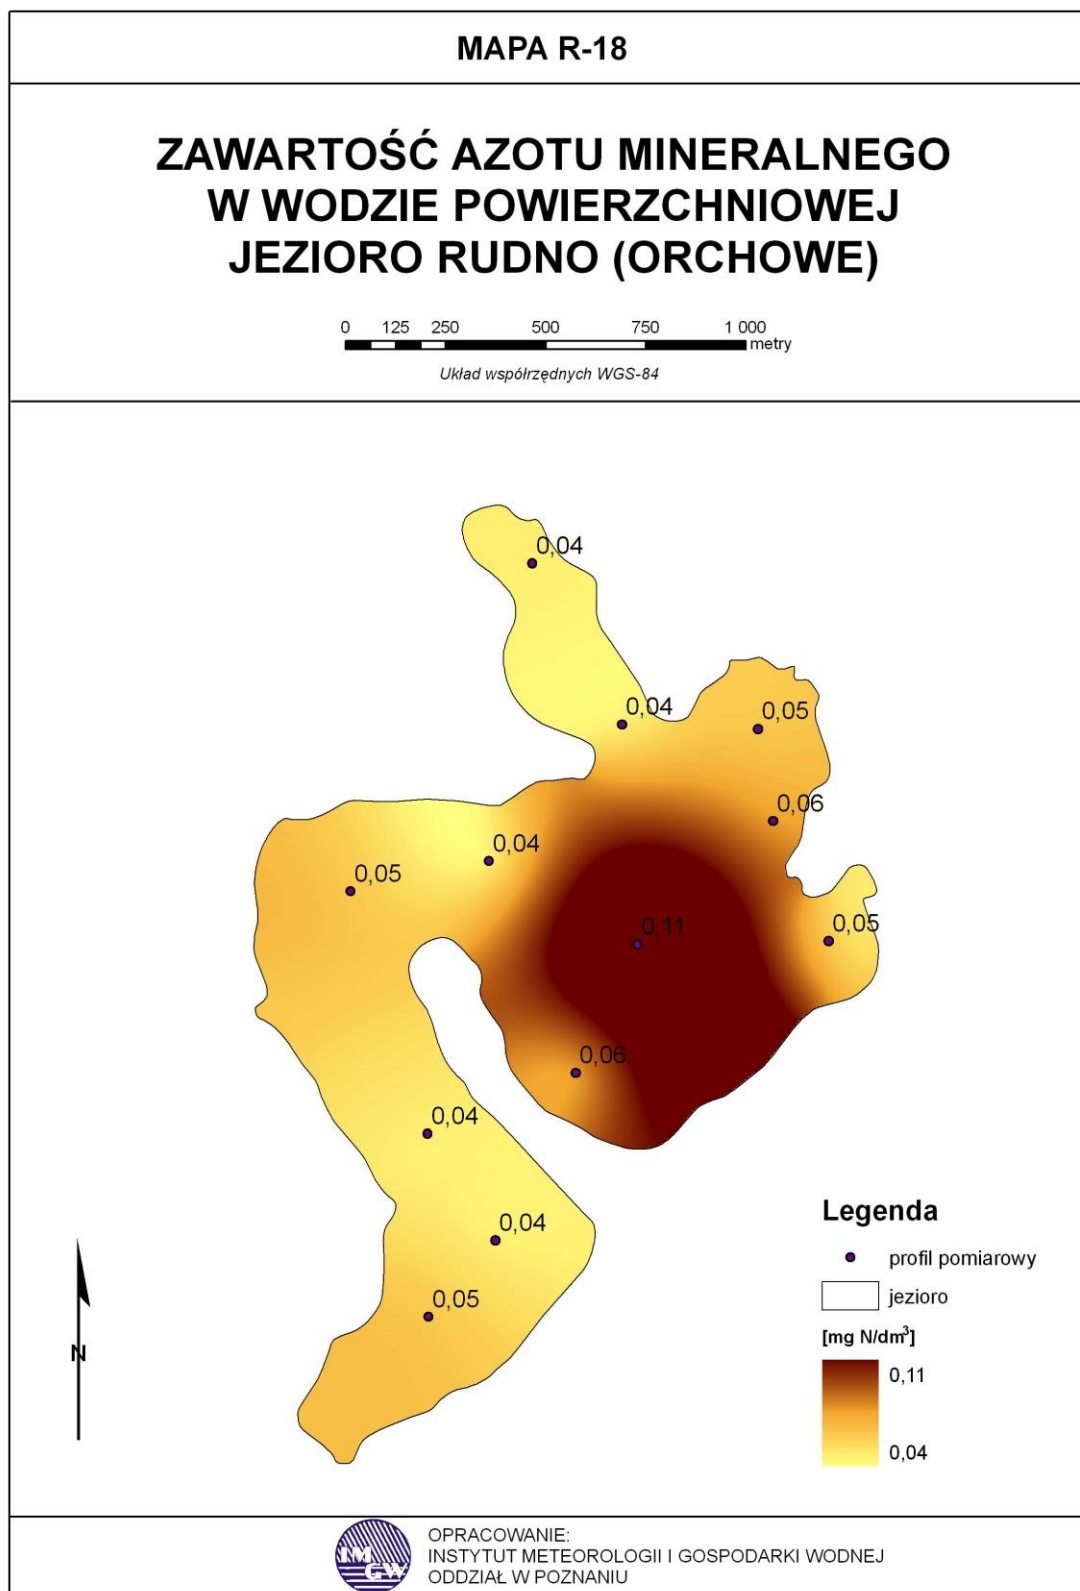 MAPA R-18
ZAWARTOŚĆ AZOTU MINERALNEGO
W WODZIE POWIERZCHNIOWEJ
JEZIORO RUDNO (ORCHOWE)
0 125 250 500 750 1 000
metry
Układ współrzędnych WGS-84
0,04
0,04
0,05
0,06
0,04
0,05
0,11
0,05
0,06
0,04
0,04
0,05
Legenda
profil pomiarowy
jezioro
[mg N/dm³]
0,11
0,04
N
IM
GW
OPRACOWANIE:
INSTYTUT METEOROLOGII I GOSPODARKI WODNEJ
ODDZIAŁ W POZNANIU